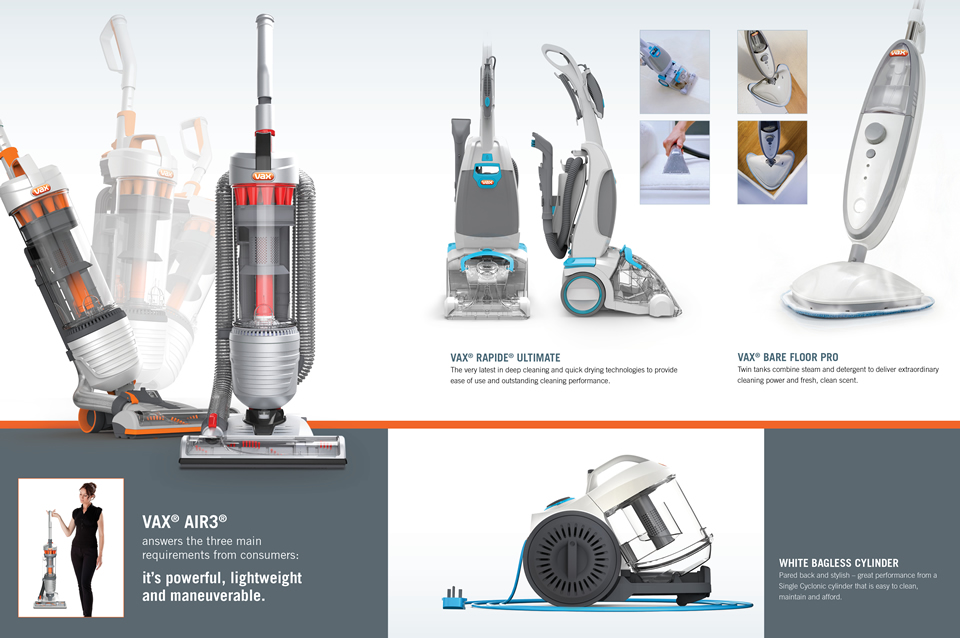 vax
vax
vax
vax
VAX® RAPIDE® ULTIMATE
The very latest in deep cleaning and quick drying technologies to provide
ease of use and outstanding cleaning performance.
VAX® BARE FLOOR PRO
Twin tanks combine steam and detergent to deliver extraordinary
cleaning power and fresh, clean scent.
VAX® AIR3®
answers the three main
requirements from consumers:
it's powerful, lightweight
and maneuverable.
WHITE BAGLESS CYLINDER
Pared back and stylish – great performance from a
Single Cyclonic cylinder that is easy to clean,
maintain and afford.